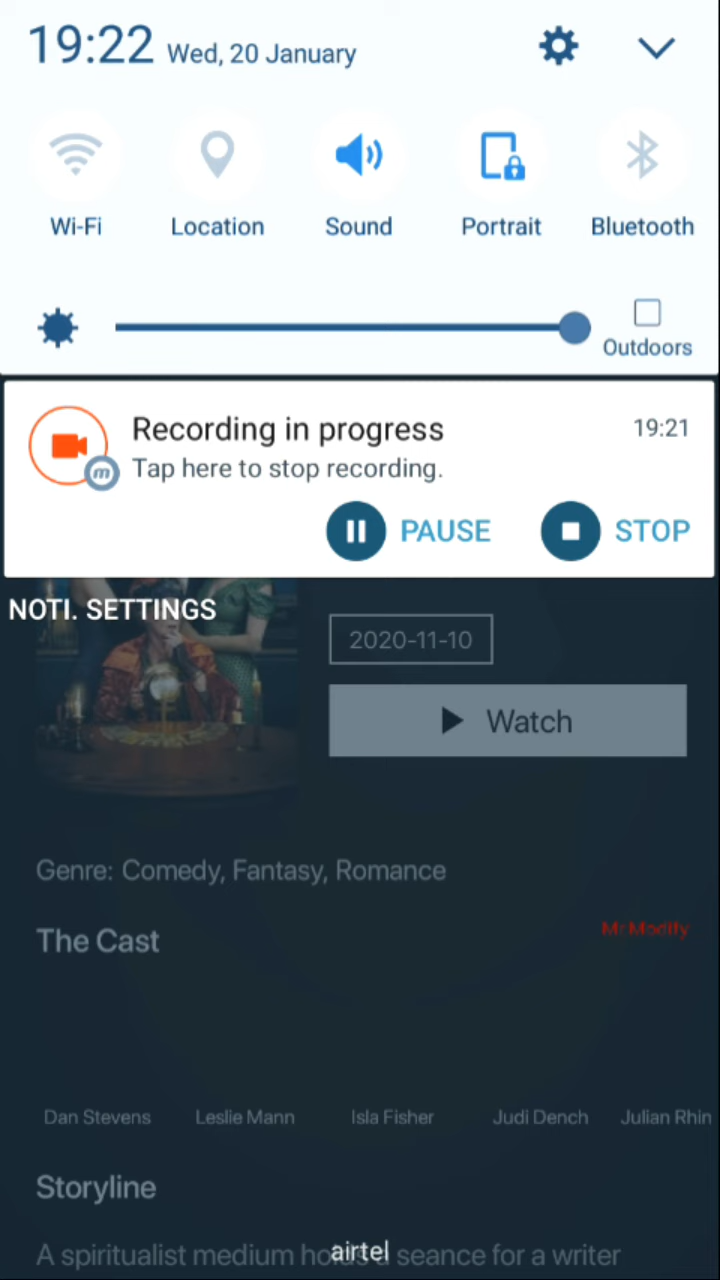 19:22 Wed, 20 January
Wi-Fi Location Sound Portrait Bluetooth
Outdoors
Recording in progress 19:21
m Tap here to stop recording.
PAUSE STOP
NOTI. SETTINGS
2020-11-10
Watch
Genre: Comedy, Fantasy, Romance
The Cast
Mr.Modify
Dan Stevens Leslie Mann Isla Fisher Judi Dench Julian Rhin
Storyline
A spiritualist medium holds a seance for a writer
airtel